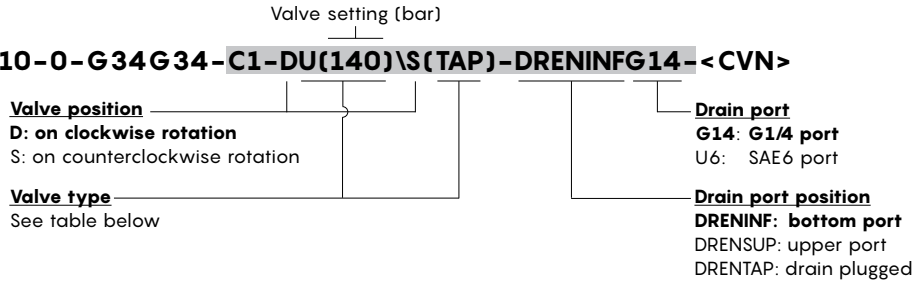 Valve setting (bar)
10-0-G34G34-C1-DU(140)\S(TAP)-DRENINFG14-<CVN>
Valve position
D: on clockwise rotation
S: on counterclockwise rotation
Valve type
See table below
Drain port
G14: G1/4 port
U6: SAE6 port
Drain port position
DRENINF: bottom port
DRENSUP: upper port
DRENTAP: drain plugged